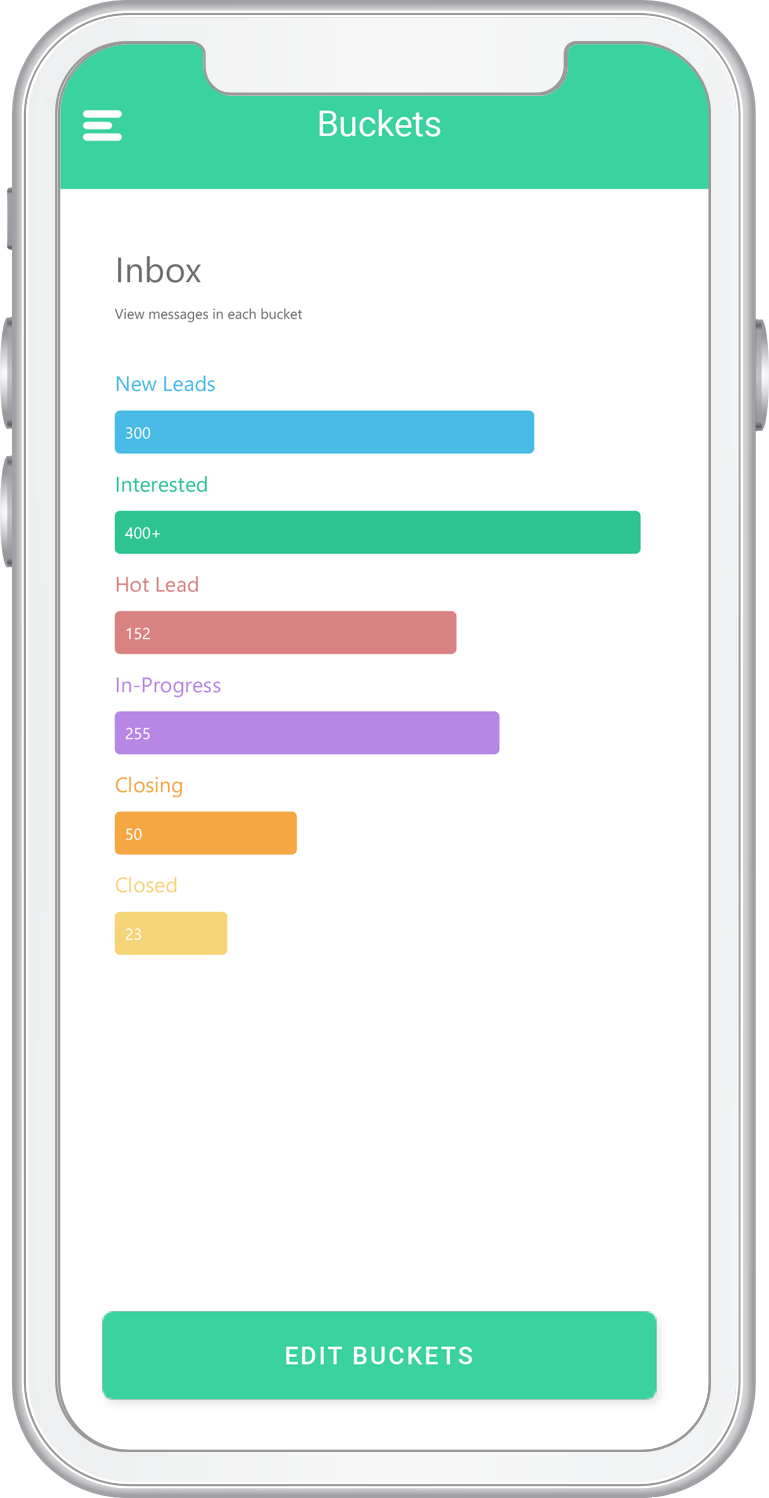 Buckets
Inbox
View messages in each bucket
New Leads
300
Interested
400+
Hot Lead
152
In-Progress
255
Closing
50
Closed
23
EDIT BUCKETS